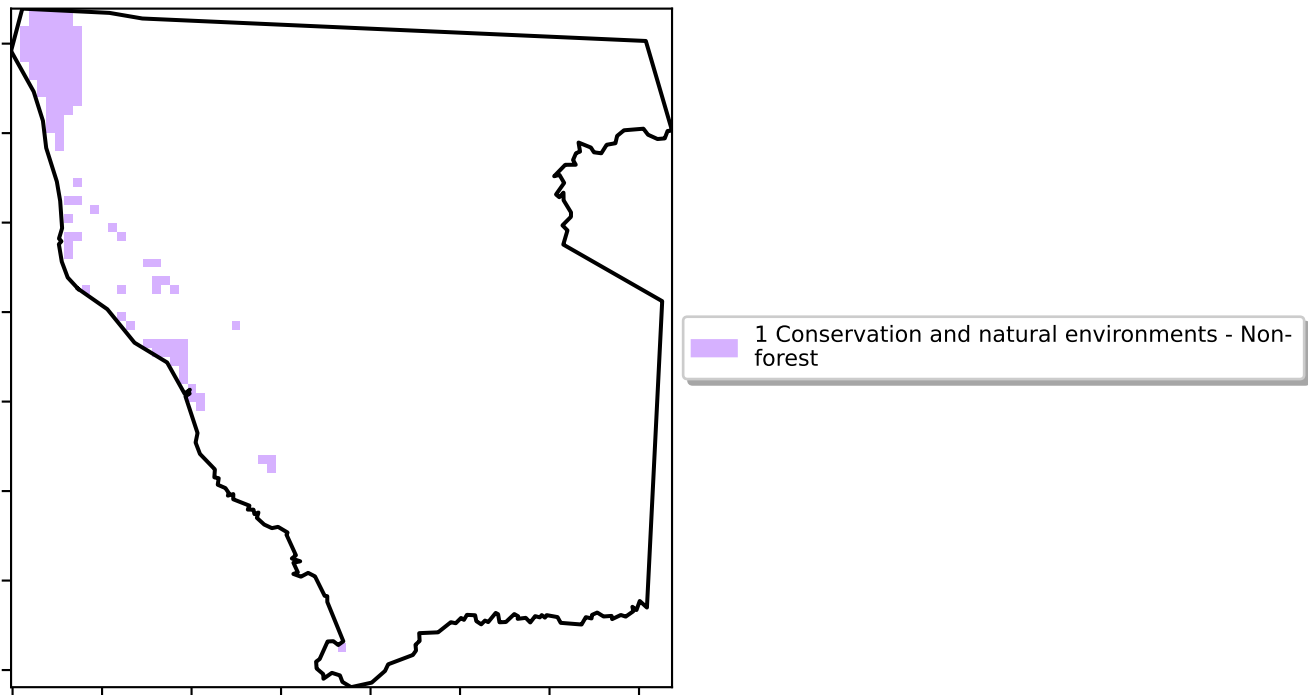 1 Conservation and natural environments - Non-
forest